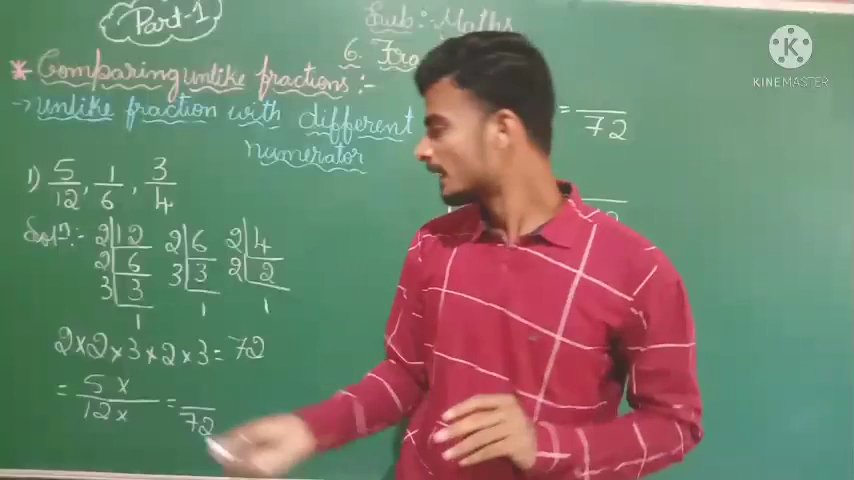 Part-1
Sub:- Maths
6. Fra
* Comparing unlike fractions:-
→ unlike fraction with different
numerator
1) 5/12, 1/6, 3/4
Solⁿ:- 2|12 2|6 2|4
2|6 3|3 2|2
3|3 1 1
1
2×2×3×2×3=72
= 5× / 12× = /72
= /72
K
KINEMASTER